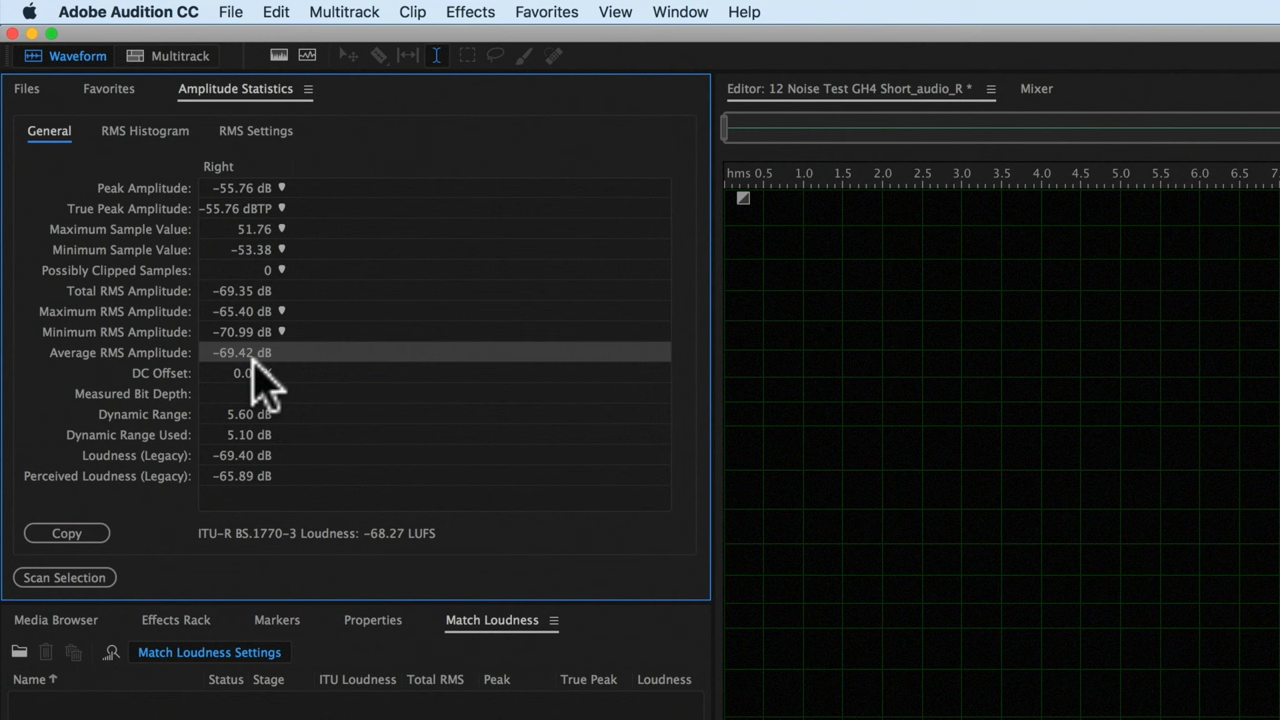 Adobe Audition CC File Edit Multitrack Clip Effects Favorites View Window Help
Waveform Multitrack
Files Favorites Amplitude Statistics
Editor: 12 Noise Test GH4 Short_audio_R * Mixer
General RMS Histogram RMS Settings
Right
hms 0.5 1.0 1.5 2.0 2.5 3.0 3.5 4.0 4.5 5.0 5.5 6.0 6.5
Peak Amplitude: -55.76 dB
True Peak Amplitude: -55.76 dBTP
Maximum Sample Value: 51.76
Minimum Sample Value: -53.38
Possibly Clipped Samples: 0
Total RMS Amplitude: -69.35 dB
Maximum RMS Amplitude: -65.40 dB
Minimum RMS Amplitude: -70.99 dB
Average RMS Amplitude: -69.42 dB
DC Offset:
Measured Bit Depth:
Dynamic Range: 5.60 dB
Dynamic Range Used: 5.10 dB
Loudness (Legacy): -69.40 dB
Perceived Loudness (Legacy): -65.89 dB
Copy ITU-R BS.1770-3 Loudness: -68.27 LUFS
Scan Selection
Media Browser Effects Rack Markers Properties Match Loudness
Match Loudness Settings
Name Status Stage ITU Loudness Total RMS Peak True Peak Loudness